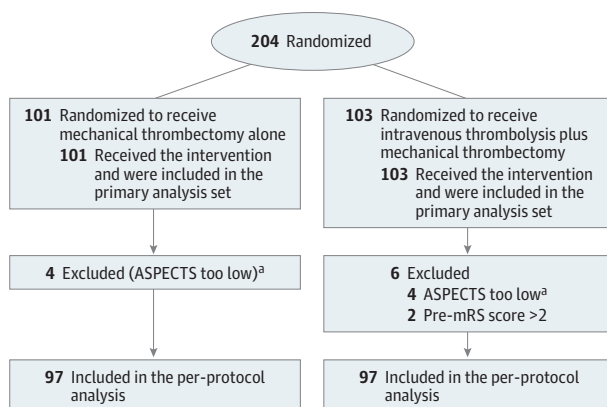 204 Randomized
101 Randomized to receive
mechanical thrombectomy alone
101 Received the intervention
and were included in the
primary analysis set
103 Randomized to receive
intravenous thrombolysis plus
mechanical thrombectomy
103 Received the intervention
and were included in the
primary analysis set
4 Excluded (ASPECTS too low)a
6 Excluded
4 ASPECTS too lowa
2 Pre-mRS score >2
97 Included in the per-protocol
analysis
97 Included in the per-protocol
analysis